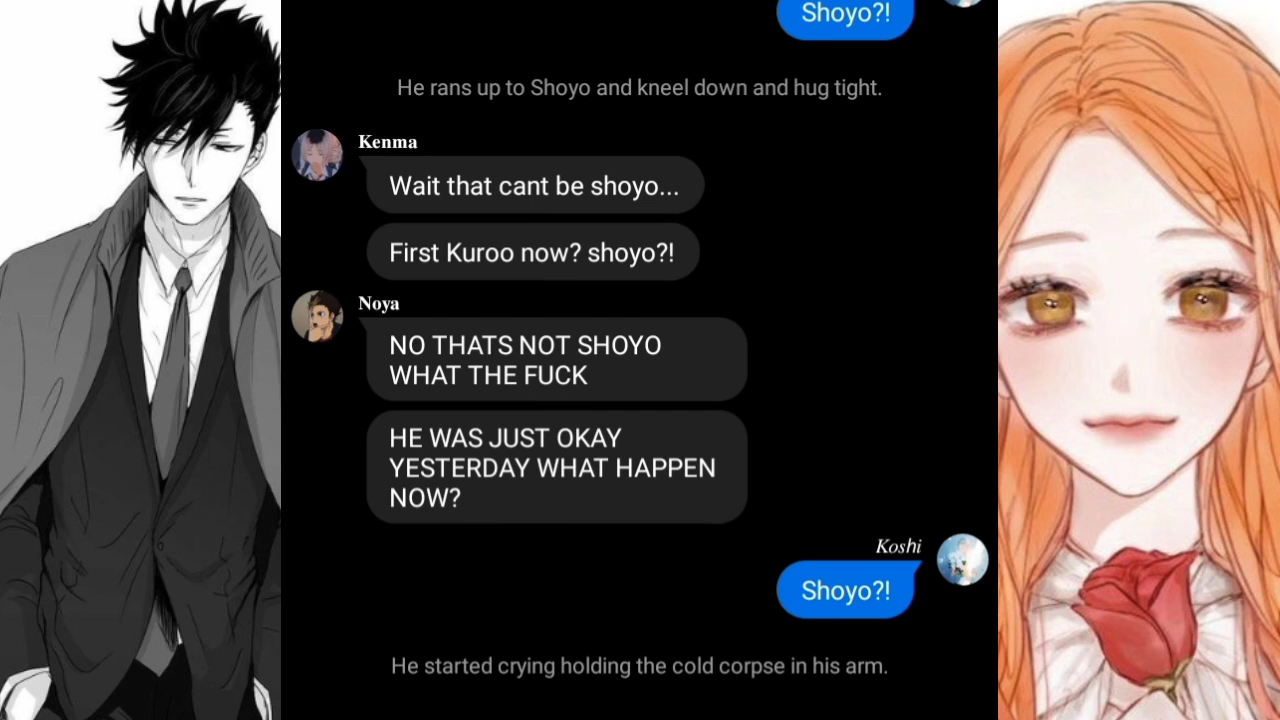 Shoyo?!
He rans up to Shoyo and kneel down and hug tight.
Kenma
Wait that cant be shoyo...
First Kuroo now? shoyo?!
Noya
NO THATS NOT SHOYO
WHAT THE FUCK
HE WAS JUST OKAY
YESTERDAY WHAT HAPPEN
NOW?
Koshi
Shoyo?!
He started crying holding the cold corpse in his arm.